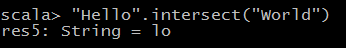 scala> "Hello".intersect("World")
res5: String = lo